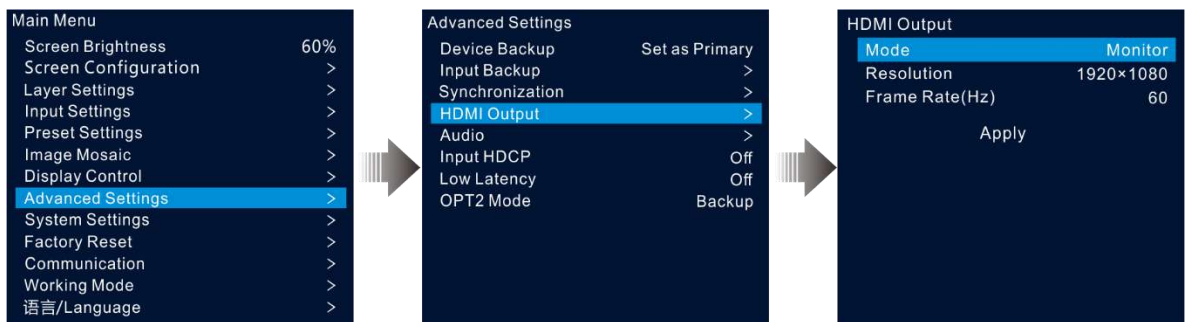 Main Menu
Screen Brightness 60%
Screen Configuration >
Layer Settings >
Input Settings >
Preset Settings >
Image Mosaic >
Display Control >
Advanced Settings >
System Settings >
Factory Reset >
Communication >
Working Mode >
语言/Language >
Advanced Settings
Device Backup Set as Primary
Input Backup >
Synchronization >
HDMI Output >
Audio >
Input HDCP Off
Low Latency Off
OPT2 Mode Backup
HDMI Output
Mode Monitor
Resolution 1920×1080
Frame Rate(Hz) 60
Apply